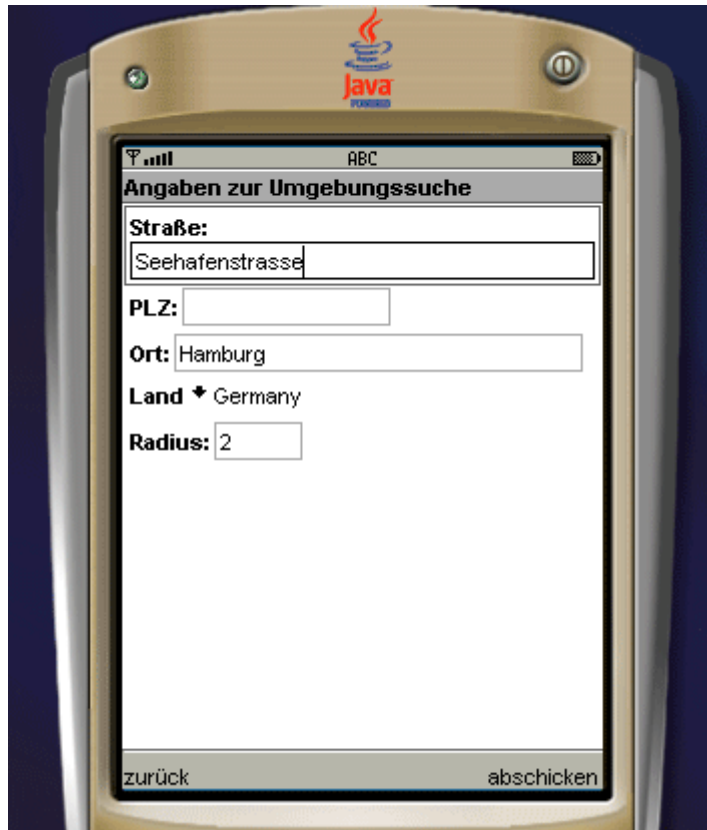 Java
POWERED
ABC
Angaben zur Umgebungssuche
Straße:
Seehafenstrasse
PLZ:
Ort: Hamburg
Land Germany
Radius: 2
zurück abschicken